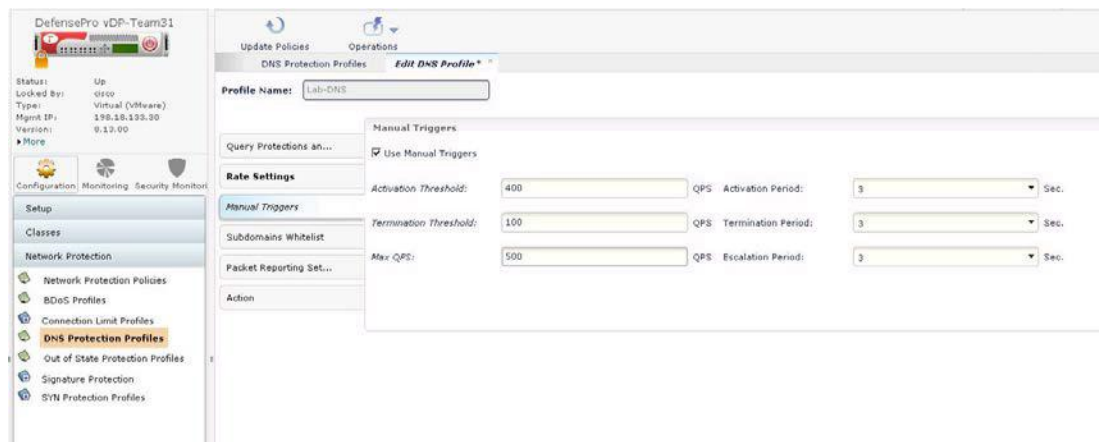 DefensePro vDP-Team31
Status: Up
Locked By: cisco
Type: Virtual (VMware)
Mgmt IP: 198.18.133.30
Version: 8.13.00
More
Configuration Monitoring Security Monitori
Setup
Classes
Network Protection
Network Protection Policies
BDoS Profiles
Connection Limit Profiles
DNS Protection Profiles
Out of State Protection Profiles
Signature Protection
SYN Protection Profiles
Update Policies Operations
DNS Protection Profiles Edit DNS Profile*
Profile Name: Lab-DNS
Query Protections an...
Rate Settings
Manual Triggers
Subdomains Whitelist
Packet Reporting Set...
Action
Manual Triggers
Use Manual Triggers
Activation Threshold: 400 QPS Activation Period: 3 Sec.
Termination Threshold: 100 QPS Termination Period: 3 Sec.
Max QPS: 500 QPS Escalation Period: 3 Sec.